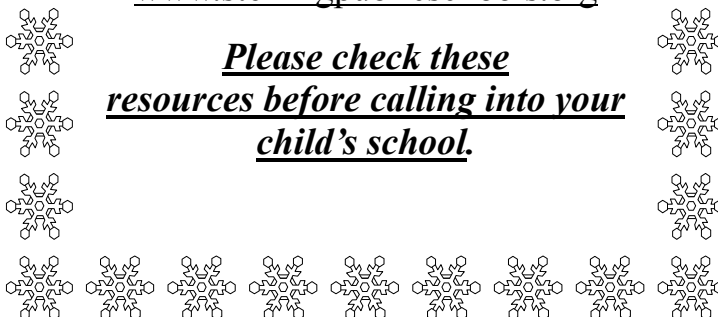 Please check these
resources before calling into your
child's school.